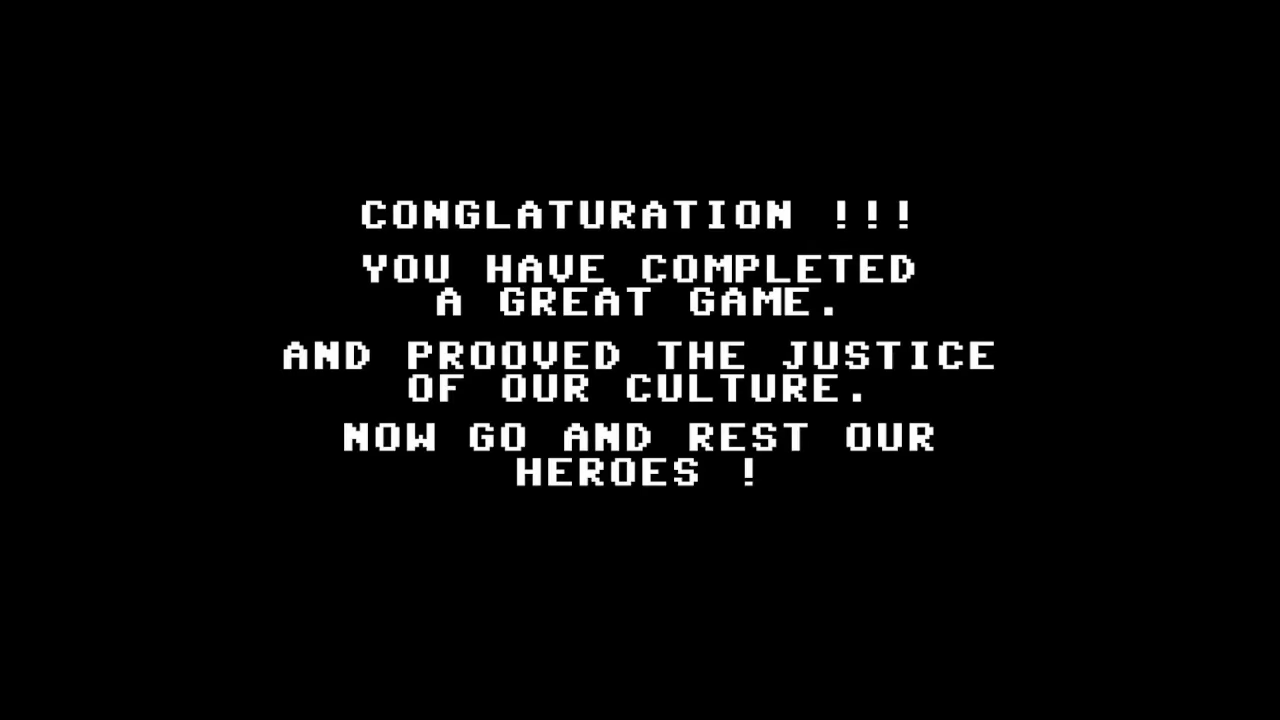 CONGLATURATION !!!
YOU HAVE COMPLETED
A GREAT GAME.
AND PROOVED THE JUSTICE
OF OUR CULTURE.
NOW GO AND REST OUR
HEROES !